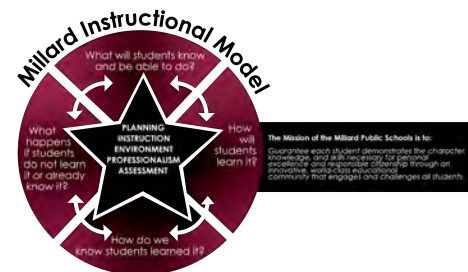 Millard Instructional Model
What will students know
and be able to do?
What
happens
if students
do not learn
it or already
know it?
PLANNING
INSTRUCTION
ENVIRONMENT
PROFESSIONALISM
ASSESSMENT
How
will
students
learn it?
How do we
know students learned it?
The Mission of the Millard Public Schools is to:
Guarantee each student demonstrates the character,
knowledge, and skills necessary for personal
excellence and responsible citizenship through an
innovative, world-class educational
community that engages and challenges all students